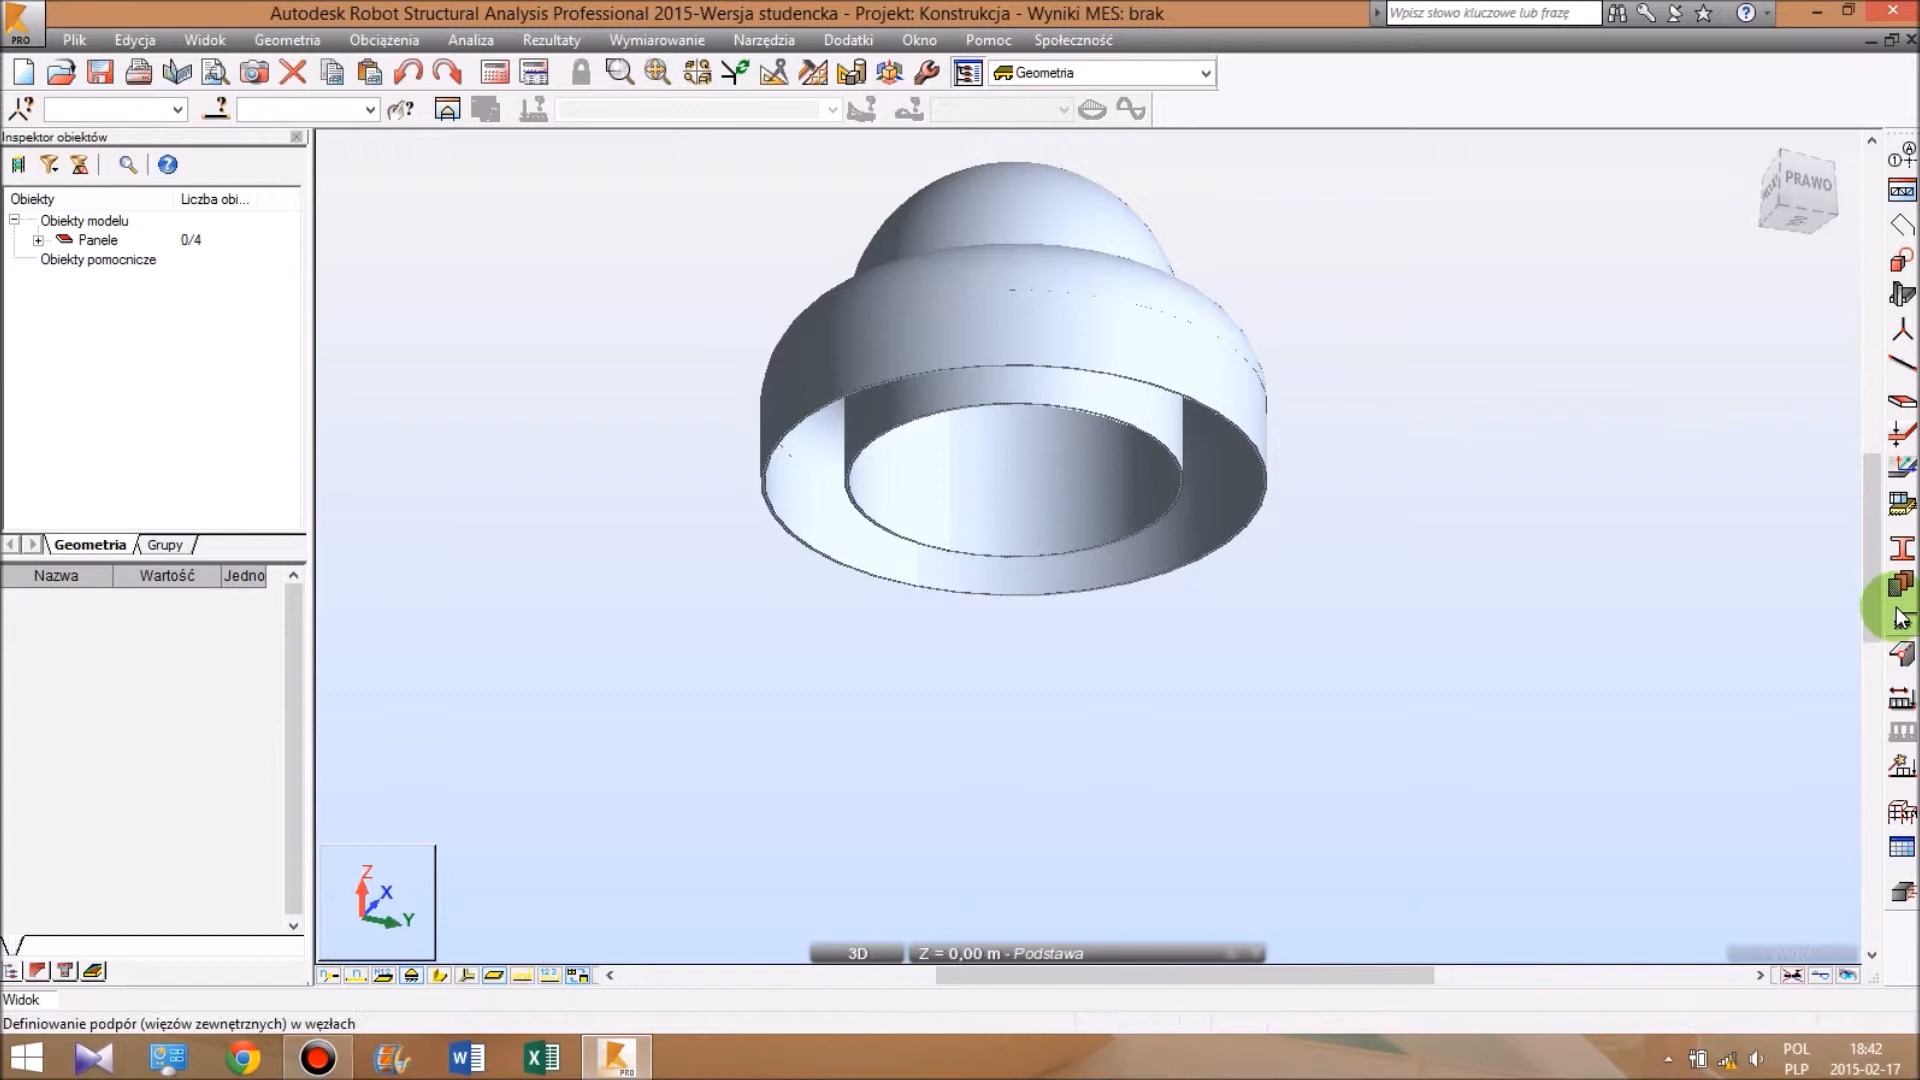 Autodesk Robot Structural Analysis Professional 2015-Wersja studencka - Projekt: Konstrukcja - Wyniki MES: brak
Wpisz słowo kluczowe lub frazę
PRO
Plik Edycja Widok Geometria Obciążenia Analiza Rezultaty Wymiarowanie Narzędzia Dodatki Okno Pomoc Społeczność
Geometria
Inspektor obiektów
PRAWO
Obiekty Liczba obi...
Obiekty modelu
Panele 0/4
Obiekty pomocnicze
Geometria Grupy
Nazwa Wartość Jedno
Z
X
Y
3D Z = 0,00 m - Podstawa
Widok
Definiowanie podpór (więzów zewnętrznych) w węzłach
PRO
POL
PLP
18:42
2015-02-17